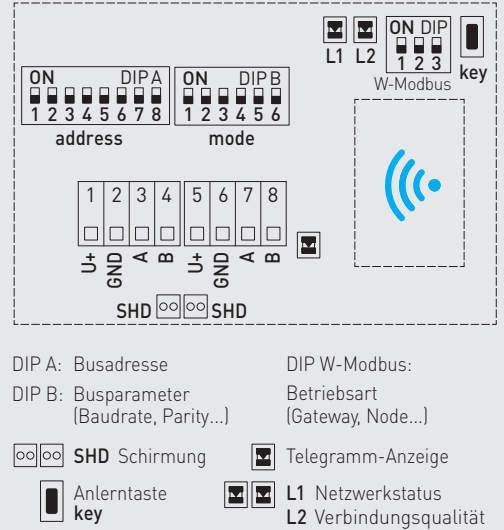 ON DIP
1 2 3
L1 L2
W-Modbus
key
ON DIP A
1 2 3 4 5 6 7 8
address
ON DIP B
1 2 3 4 5 6
mode
1 2 3 4 5 6 7 8
U+ GND A B U+ GND A B
SHD SHD
DIP A: Busadresse
DIP B: Busparameter
(Baudrate, Parity...)
DIP W-Modbus:
Betriebsart
(Gateway, Node...)
SHD Schirmung
Telegramm-Anzeige
Anlerntaste
key
L1 Netzwerkstatus
L2 Verbindungsqualität